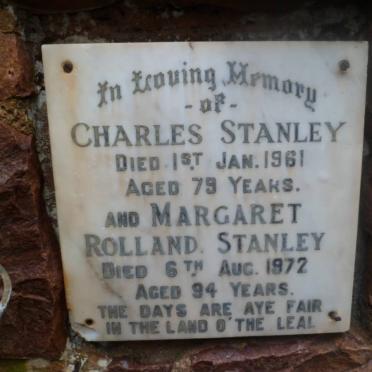 In Loving Memory
- OF -
CHARLES STANLEY
DIED 1ST JAN. 1961
AGED 79 YEARS.
AND MARGARET
ROLLAND STANLEY
DIED 6TH AUG. 1972
AGED 94 YEARS.
THE DAYS ARE AYE FAIR
IN THE LAND O' THE LEAL